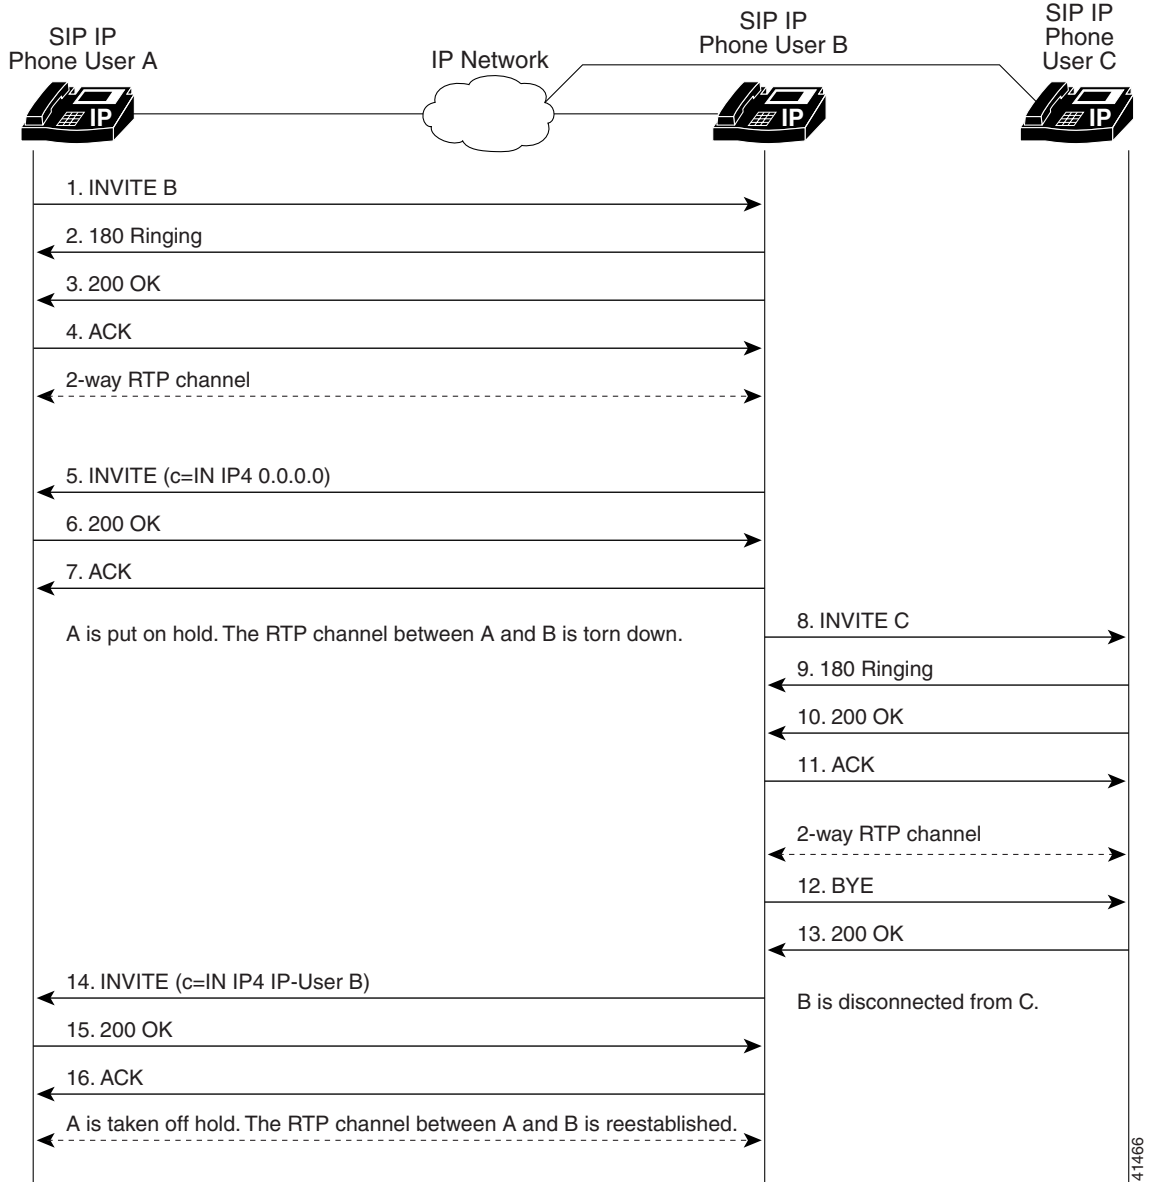 SIP IP
Phone User A
IP Network
SIP IP
Phone User B
SIP IP
Phone
User C
IP
IP
IP
1. INVITE B
2. 180 Ringing
3. 200 OK
4. ACK
2-way RTP channel
5. INVITE (c=IN IP4 0.0.0.0)
6. 200 OK
7. ACK
A is put on hold. The RTP channel between A and B is torn down.
8. INVITE C
9. 180 Ringing
10. 200 OK
11. ACK
2-way RTP channel
12. BYE
13. 200 OK
14. INVITE (c=IN IP4 IP-User B)
B is disconnected from C.
15. 200 OK
16. ACK
A is taken off hold. The RTP channel between A and B is reestablished.
41466